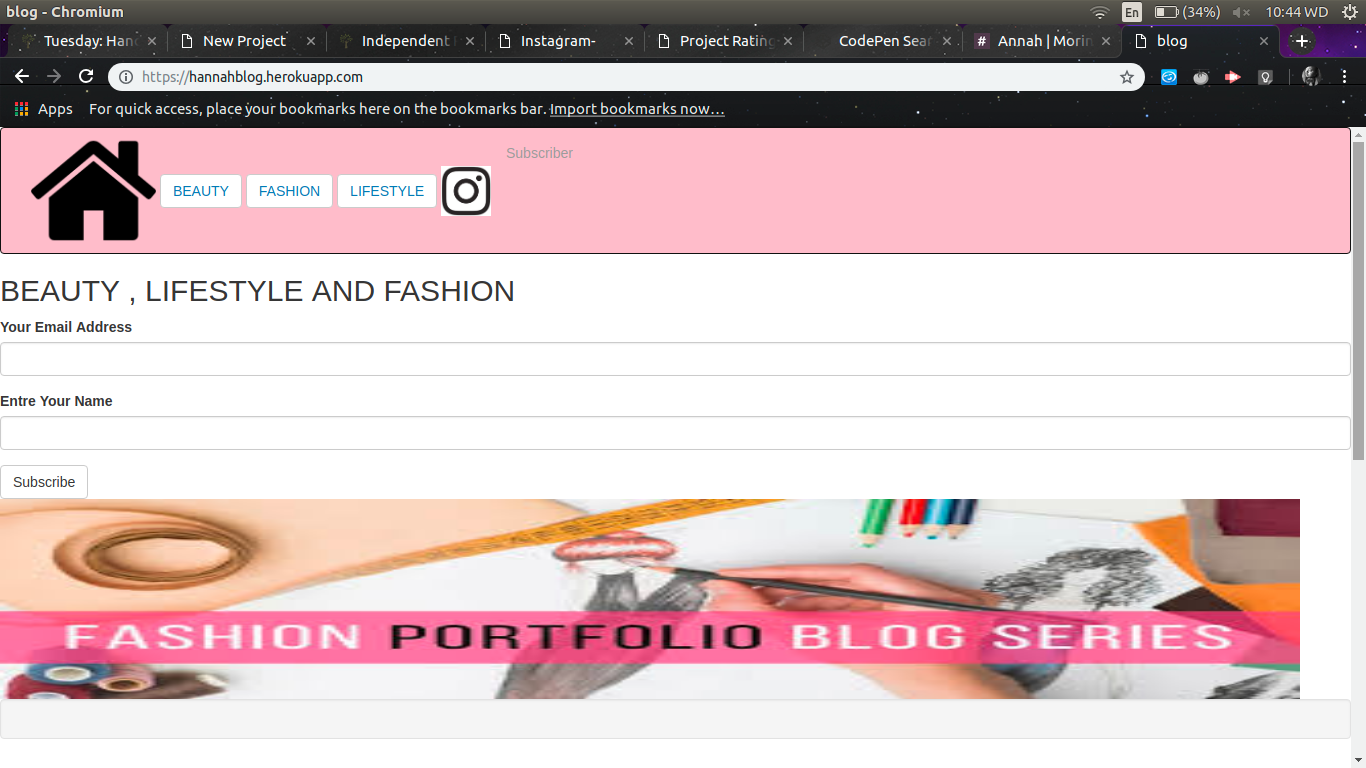 blog - Chromium
En (34%) 10:44 WD
Tuesday: Han
New Project
Independent
Instagram-
Project Rating
CodePen Sear
# Annah | Morin
blog
https://hannahblog.herokuapp.com
Apps For quick access, place your bookmarks here on the bookmarks bar. Import bookmarks now…
Subscriber
BEAUTY FASHION LIFESTYLE
BEAUTY , LIFESTYLE AND FASHION
Your Email Address
Entre Your Name
Subscribe
FASHION PORTFOLIO BLOG SERIES